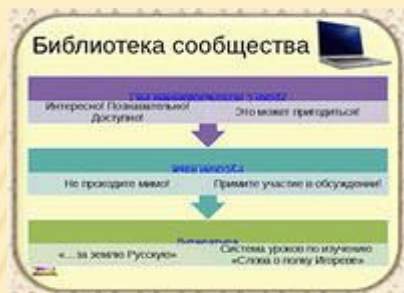 Библиотека сообщества
Интересно! Познавательно!
Доступно!
Это может пригодиться!
Не проходите мимо!
Примите участие в обсуждении!
«… за землю Русскую»
Система уроков по изучению
«Слова о полку Игореве»